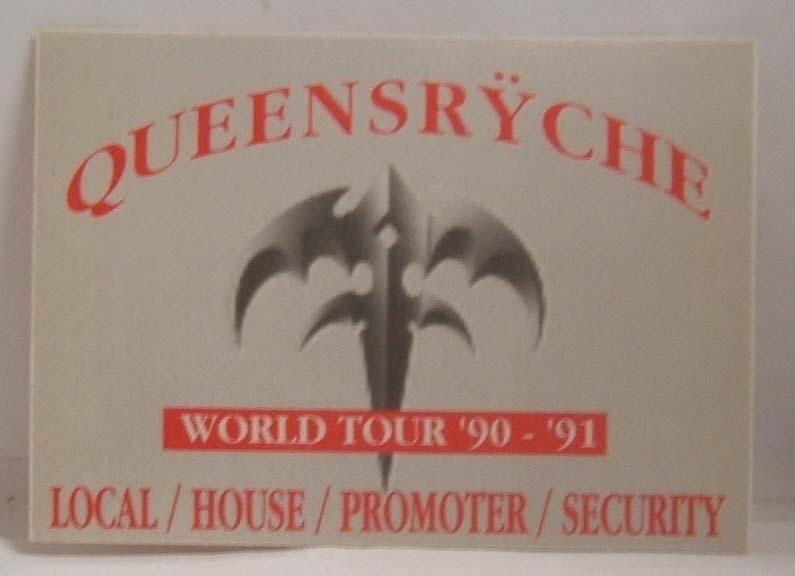 QUEENSRŸCHE
WORLD TOUR '90 - '91
LOCAL / HOUSE / PROMOTER / SECURITY